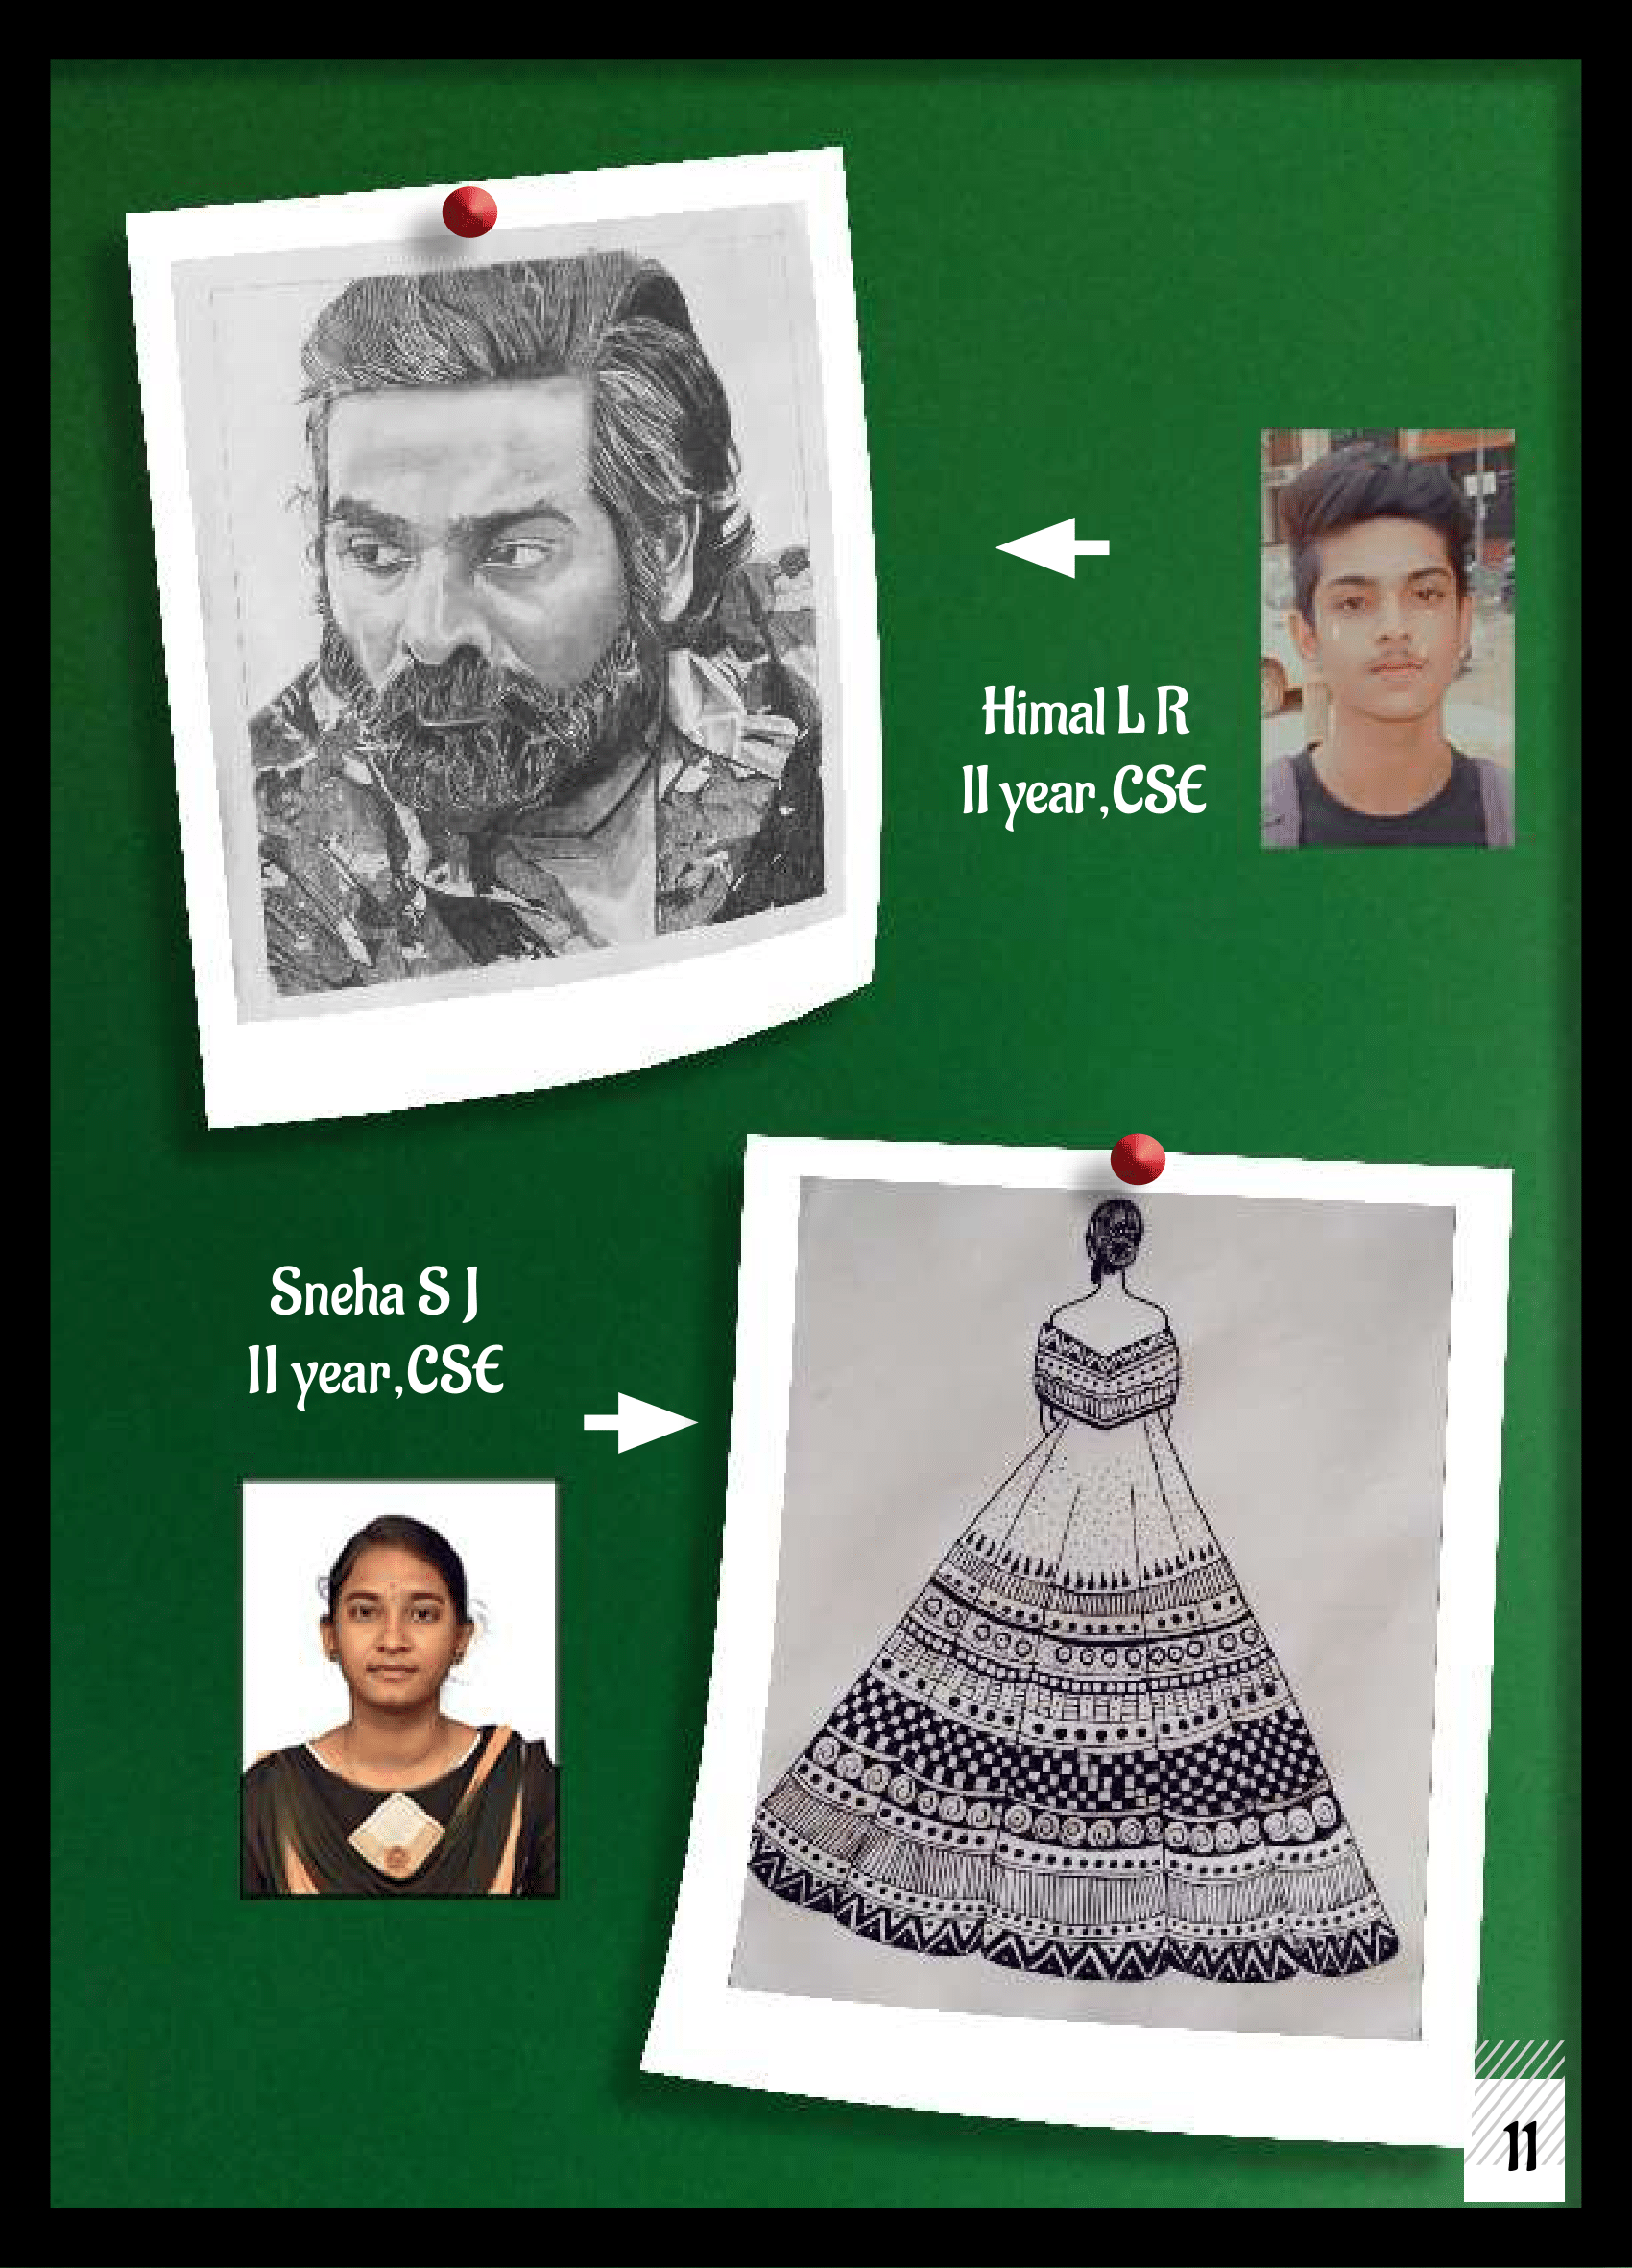 Himal L R
II year,CSE
Sneha S J
II year,CSE
11